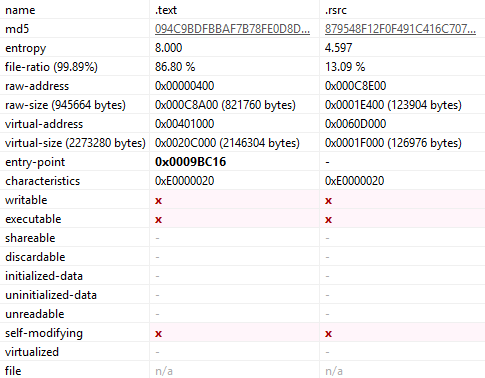 name .text .rsrc
md5 094C9BDFBBAF7B78FE0D8D... 879548F12F0F491C416C707...
entropy 8.000 4.597
file-ratio (99.89%) 86.80 % 13.09 %
raw-address 0x00000400 0x000C8E00
raw-size (945664 bytes) 0x000C8A00 (821760 bytes) 0x0001E400 (123904 bytes)
virtual-address 0x00401000 0x0060D000
virtual-size (2273280 bytes) 0x0020C000 (2146304 bytes) 0x0001F000 (126976 bytes)
entry-point 0x0009BC16 -
characteristics 0xE0000020 0xE0000020
writable x x
executable x x
shareable - -
discardable - -
initialized-data - -
uninitialized-data - -
unreadable - -
self-modifying x x
virtualized - -
file n/a n/a